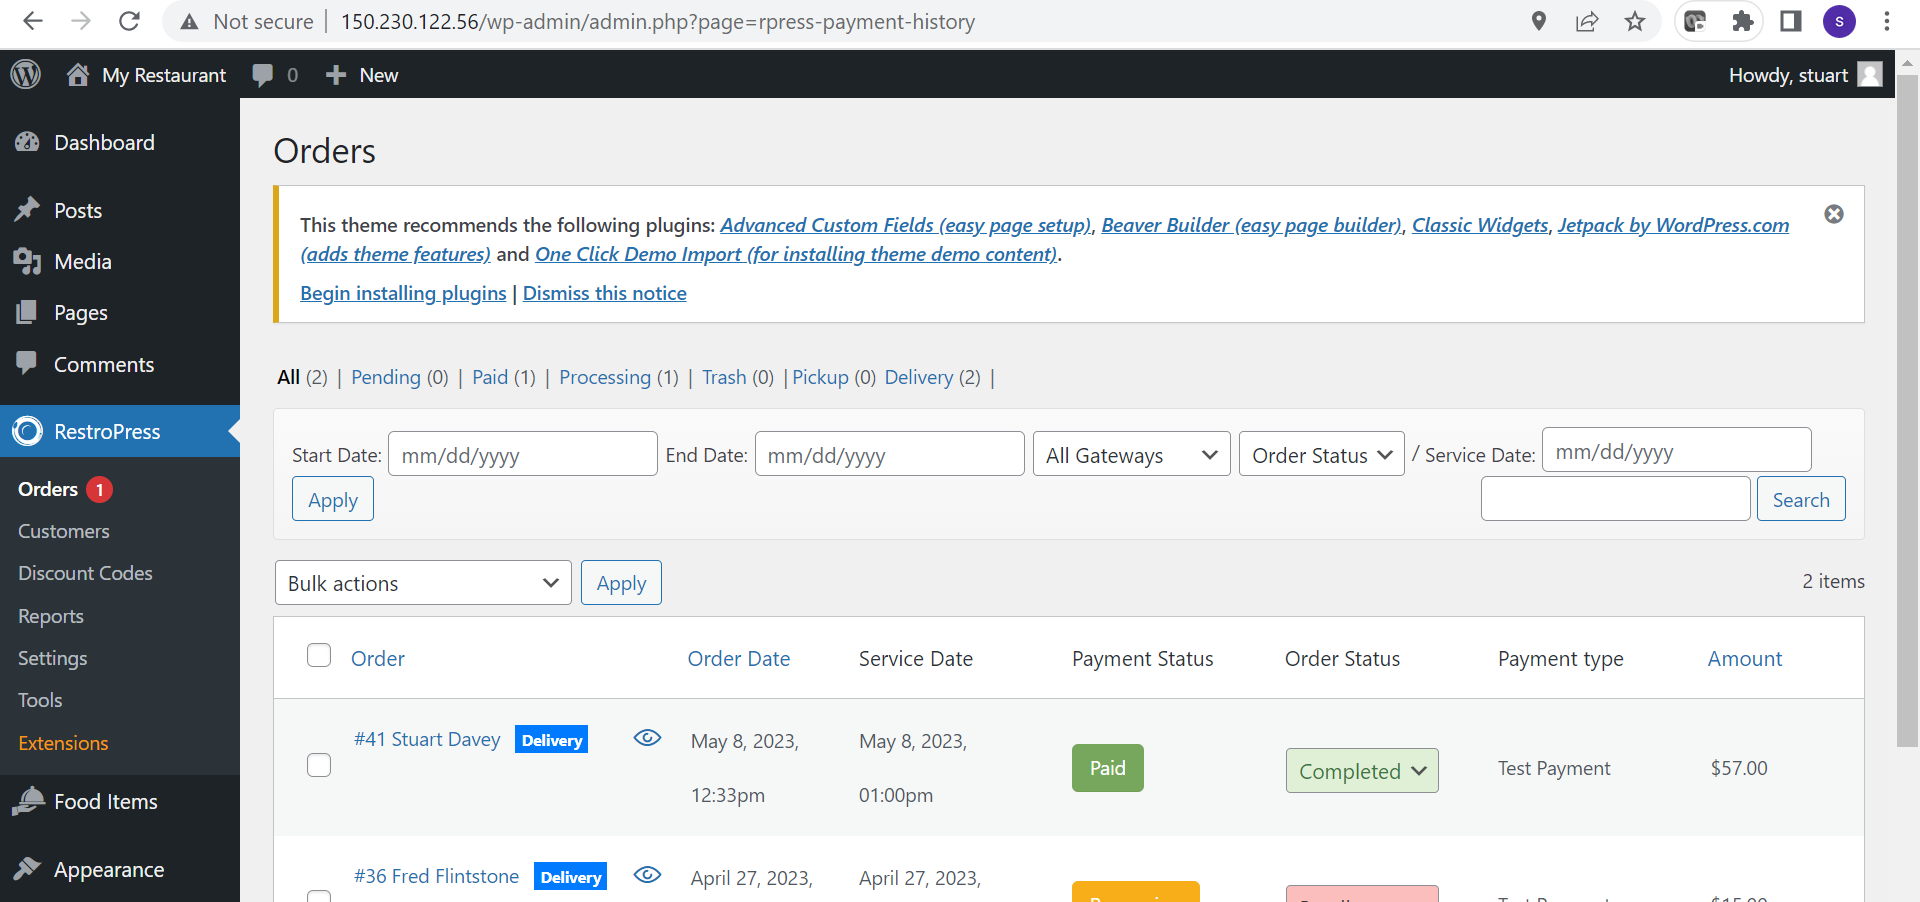 Not secure 150.230.122.56/wp-admin/admin.php?page=rpress-payment-history S
My Restaurant 0 New Howdy, stuart
Dashboard
Posts
Media
Pages
Comments
RestroPress
Orders 1
Customers
Discount Codes
Reports
Settings
Tools
Extensions
Food Items
Appearance
Orders
This theme recommends the following plugins: Advanced Custom Fields (easy page setup), Beaver Builder (easy page builder), Classic Widgets, Jetpack by WordPress.com
(adds theme features) and One Click Demo Import (for installing theme demo content).
Begin installing plugins | Dismiss this notice
All (2) | Pending (0) | Paid (1) | Processing (1) | Trash (0) | Pickup (0) Delivery (2) |
Start Date: mm/dd/yyyy End Date: mm/dd/yyyy All Gateways Order Status / Service Date: mm/dd/yyyy
Apply Search
Bulk actions Apply 2 items
Order Order Date Service Date Payment Status Order Status Payment type Amount
#41 Stuart Davey Delivery May 8, 2023, May 8, 2023,
Paid Completed Test Payment $57.00
12:33pm 01:00pm
#36 Fred Flintstone Delivery April 27, 2023, April 27, 2023,